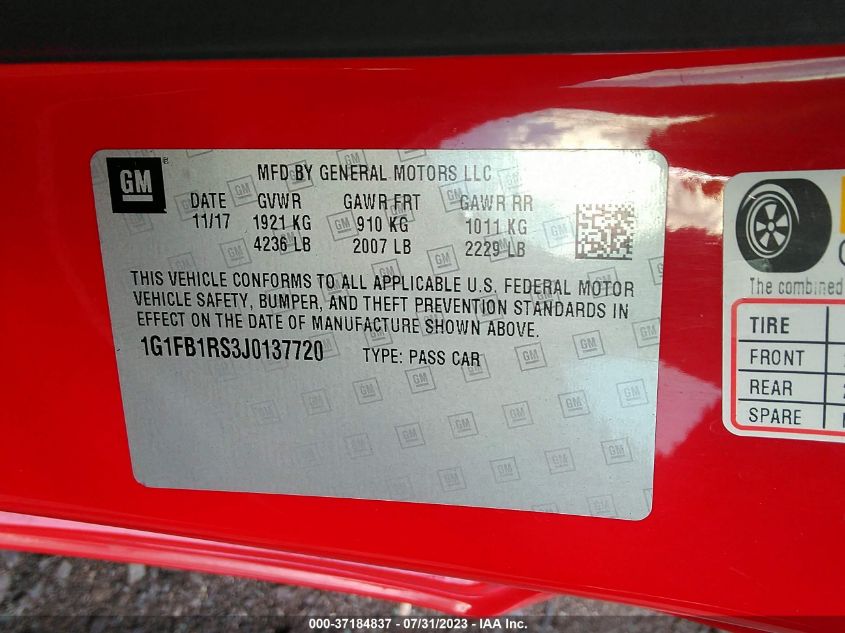 GM ®
MFD BY GENERAL MOTORS LLC
DATE GVWR GAWR FRT GAWR RR
11/17 1921 KG 910 KG 1011 KG
4236 LB 2007 LB 2229 LB
THIS VEHICLE CONFORMS TO ALL APPLICABLE U.S. FEDERAL MOTOR
VEHICLE SAFETY, BUMPER, AND THEFT PREVENTION STANDARDS IN
EFFECT ON THE DATE OF MANUFACTURE SHOWN ABOVE.
1G1FB1RS3J0137720 TYPE: PASS CAR
The combined
TIRE
FRONT
REAR
SPARE
000-37184837 - 07/31/2023 - IAA Inc.